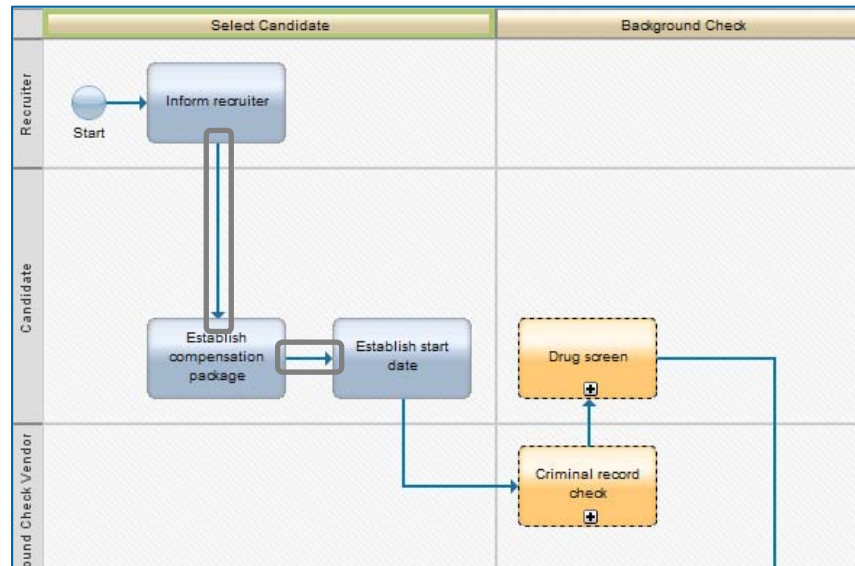 Select Candidate
Background Check
Recruiter
Start
Inform recruiter
Candidate
Establish
compensation
package
Establish start
date
Drug screen
ound Check Vendor
Criminal record
check